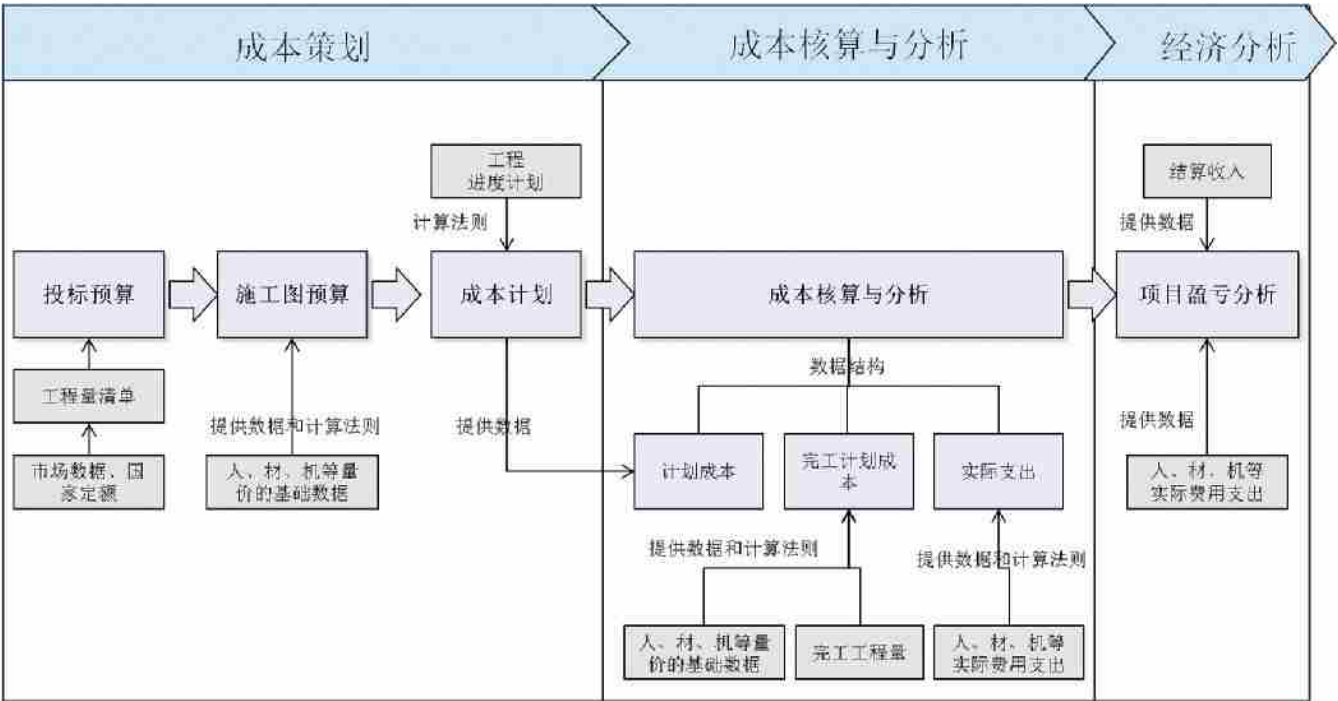 成本策划
成本核算与分析
经济分析
工程
进度计划
结算收入
计算法则
提供数据
投标预算
施工图预算
成本计划
成本核算与分析
项目盈亏分析
数据结构
工程量清单
提供数据和计算法则
提供数据
提供数据
市场数据、国
家定额
人、材、机等量
价的基础数据
计划成本
完工计划成
本
实际支出
人、材、机等
实际费用支出
提供数据和计算法则
提供数据和计算法则
人、材、机等量
价的基础数据
完工工程量
人、材、机等
实际费用支出